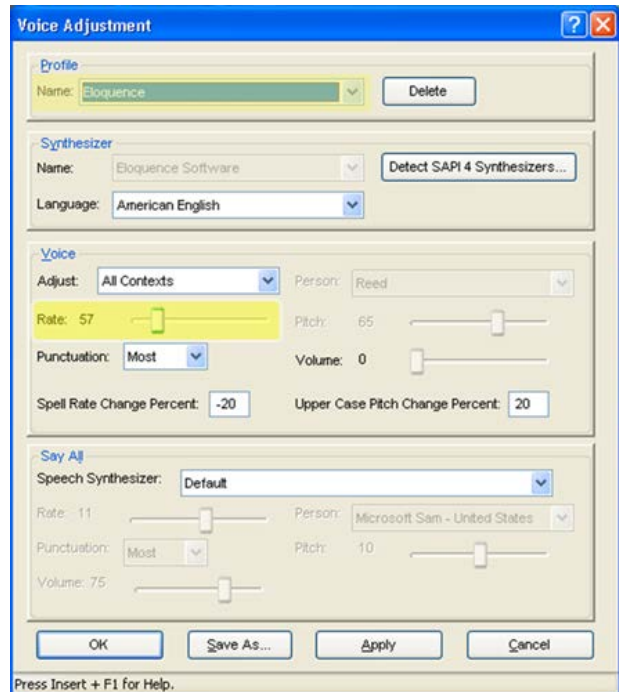 Voice Adjustment
Profile
Name: Eloquence
Delete
Synthesizer
Name: Eloquence Software
Detect SAPI 4 Synthesizers...
Language: American English
Voice
Adjust: All Contexts
Person: Reed
Rate: 57
Pitch: 65
Punctuation: Most
Volume: 0
Spell Rate Change Percent: -20
Upper Case Pitch Change Percent: 20
Say All
Speech Synthesizer: Default
Rate: 11
Person: Microsoft Sam - United States
Punctuation: Most
Pitch: 10
Volume: 75
OK
Save As...
Apply
Cancel
Press Insert + F1 for Help.